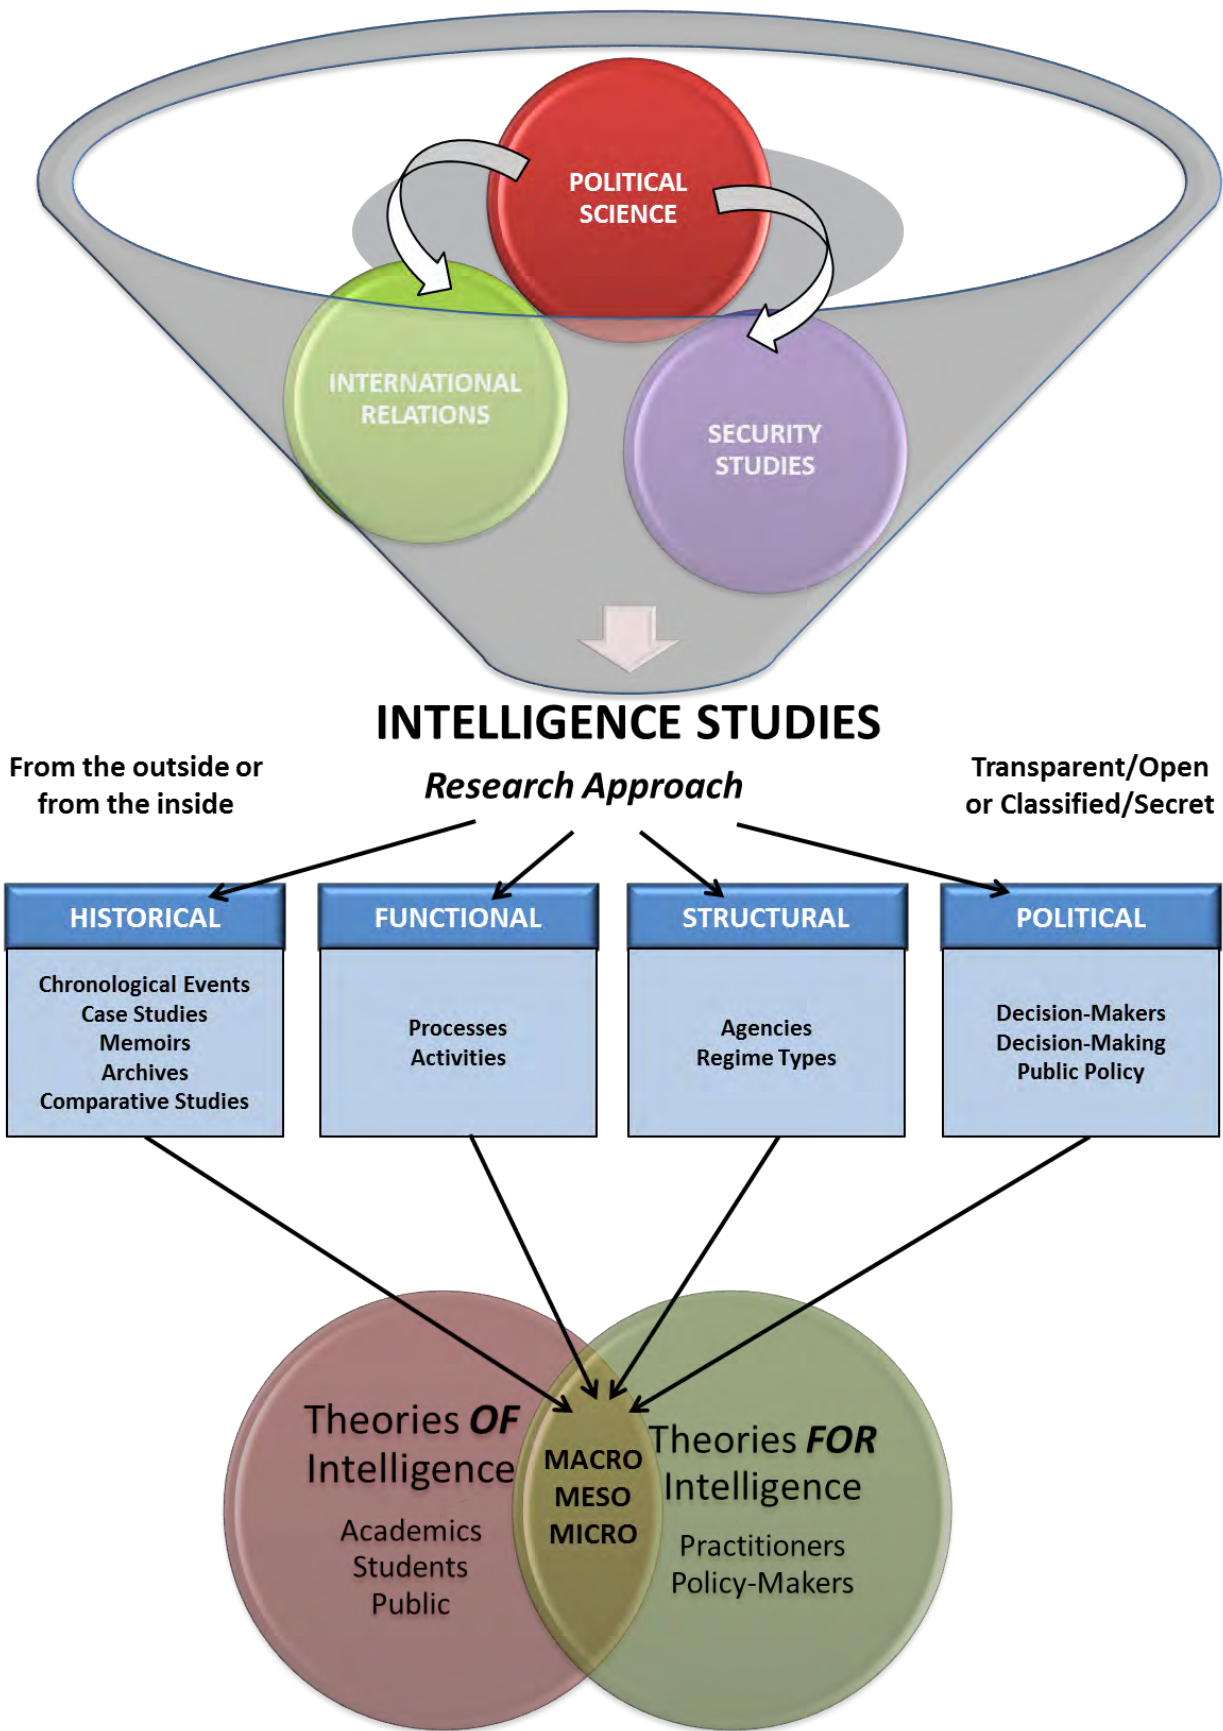 POLITICAL
SCIENCE
INTERNATIONAL
RELATIONS
SECURITY
STUDIES
INTELLIGENCE STUDIES
From the outside or
from the inside
Research Approach
Transparent/Open
or Classified/Secret
HISTORICAL
Chronological Events
Case Studies
Memoirs
Archives
Comparative Studies
FUNCTIONAL
Processes
Activities
STRUCTURAL
Agencies
Regime Types
POLITICAL
Decision-Makers
Decision-Making
Public Policy
Theories OF
Intelligence
Academics
Students
Public
MACRO
MESO
MICRO
Theories FOR
Intelligence
Practitioners
Policy-Makers